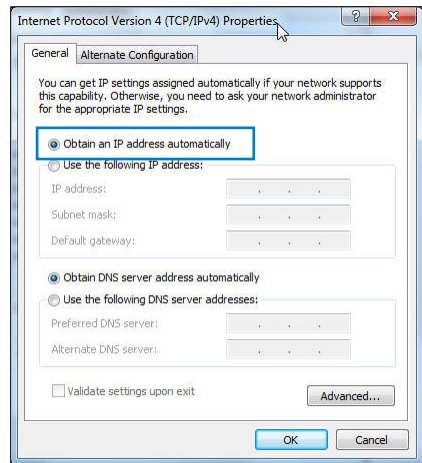 Internet Protocol Version 4 (TCP/IPv4) Properties
General
Alternate Configuration
You can get IP settings assigned automatically if your network supports
this capability. Otherwise, you need to ask your network administrator
for the appropriate IP settings.
Obtain an IP address automatically
Use the following IP address:
IP address:
Subnet mask:
Default gateway:
Obtain DNS server address automatically
Use the following DNS server addresses:
Preferred DNS server:
Alternate DNS server:
Validate settings upon exit
Advanced...
OK
Cancel